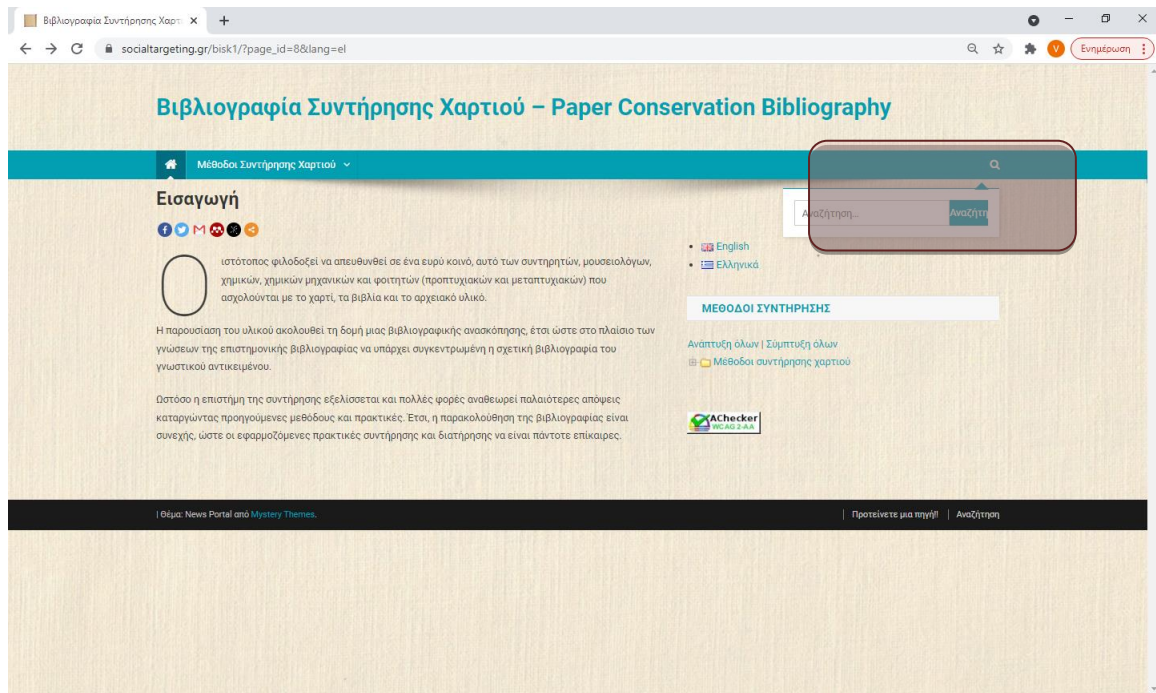 Βιβλιογραφία Συντήρησης Χαρτ
socialtargeting.gr/bisk1/?page_id=8&lang=el
V
Ενημέρωση
Βιβλιογραφία Συντήρησης Χαρτιού – Paper Conservation Bibliography
Μέθοδοι Συντήρησης Χαρτιού
Εισαγωγή
Αναζήτηση...
Αναζήτη
Ο ιστότοπος φιλοδοξεί να απευθυνθεί σε ένα ευρύ κοινό, αυτό των συντηρητών, μουσειολόγων,
χημικών, χημικών μηχανικών και φοιτητών (προπτυχιακών και μεταπτυχιακών) που
ασχολούνται με το χαρτί, τα βιβλία και το αρχειακό υλικό.
Η παρουσίαση του υλικού ακολουθεί τη δομή μιας βιβλιογραφικής ανασκόπησης, έτσι ώστε στο πλαίσιο των
γνώσεων της επιστημονικής βιβλιογραφίας να υπάρχει συγκεντρωμένη η σχετική βιβλιογραφία του
γνωστικού αντικειμένου.
Ωστόσο η επιστήμη της συντήρησης εξελίσσεται και πολλές φορές αναθεωρεί παλαιότερες απόψεις
καταργώντας προηγούμενες μεθόδους και πρακτικές. Έτσι, η παρακολούθηση της βιβλιογραφίας είναι
συνεχής, ώστε οι εφαρμοζόμενες πρακτικές συντήρησης και διατήρησης να είναι πάντοτε επίκαιρες.
English
Ελληνικά
ΜΕΘΟΔΟΙ ΣΥΝΤΗΡΗΣΗΣ
Ανάπτυξη όλων | Σύμπτυξη όλων
Μέθοδοι συντήρησης χαρτιού
AChecker
WCAG 2-AA
| Θέμα: News Portal από Mystery Themes.
Προτείνετε μια πηγή!! | Αναζήτηση